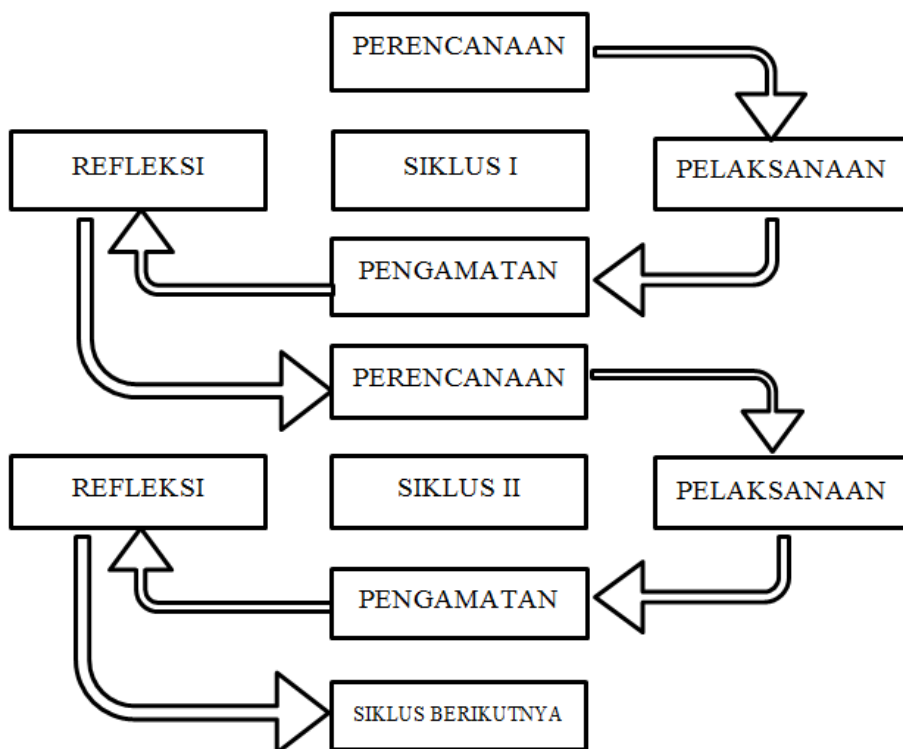 PERENCANAAN
REFLEKSI
SIKLUS I
PELAKSANAAN
PENGAMATAN
PERENCANAAN
REFLEKSI
SIKLUS II
PELAKSANAAN
PENGAMATAN
SIKLUS BERIKUTNYA